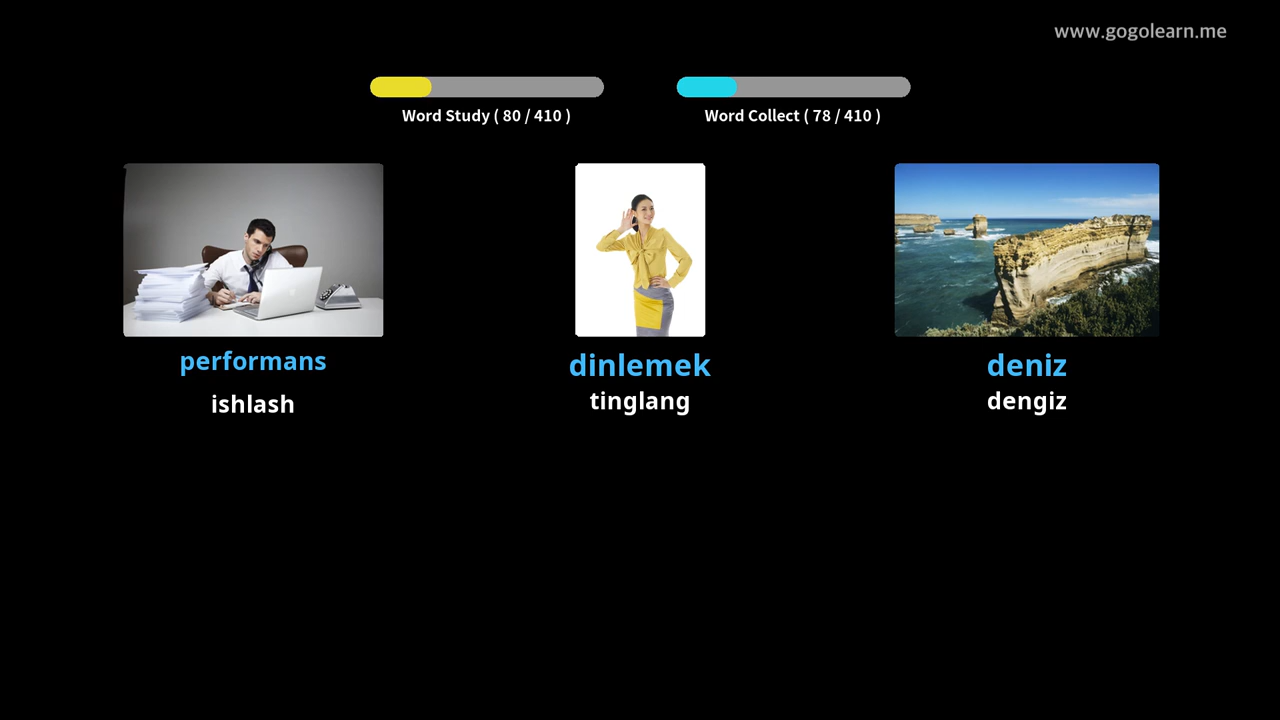 www.gogolearn.me
Word Study ( 80 / 410 )
Word Collect ( 78 / 410 )
performans
ishlash
dinlemek
tinglang
deniz
dengiz